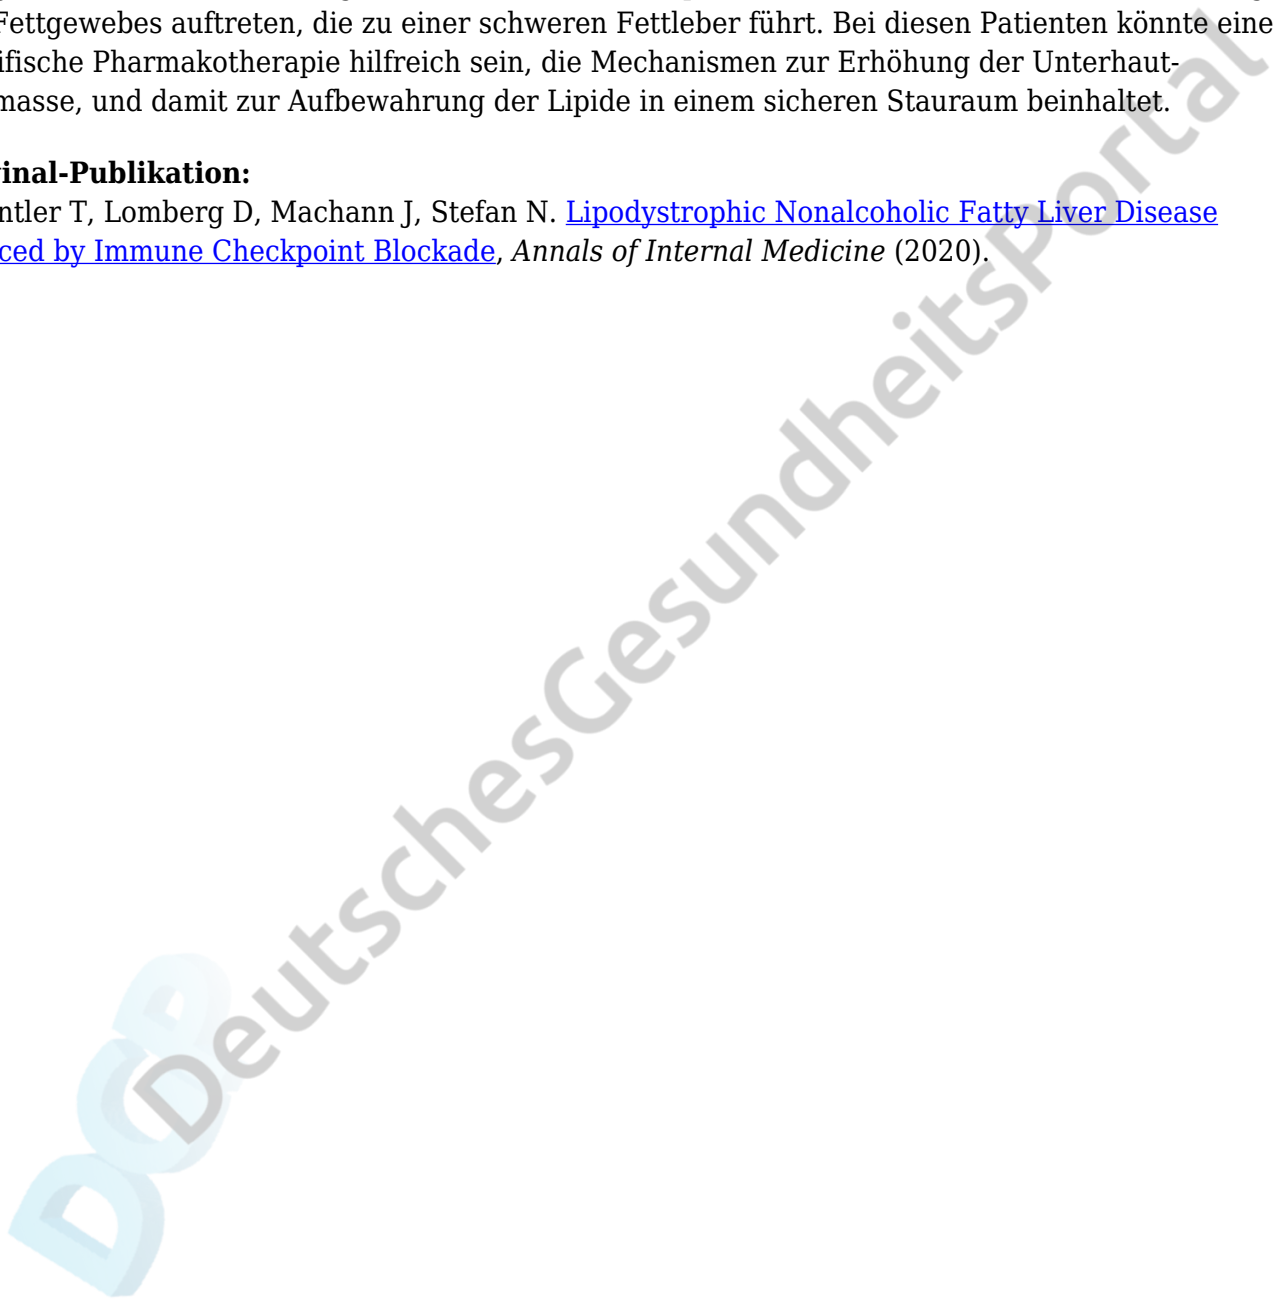 Fettgewebes auftreten, die zu einer schweren Fettleber führt. Bei diesen Patienten könnte eine
ifische Pharmakotherapie hilfreich sein, die Mechanismen zur Erhöhung der Unterhaut-
masse, und damit zur Aufbewahrung der Lipide in einem sicheren Stauraum beinhaltet.
inal-Publikation:
ntler T, Lomberg D, Machann J, Stefan N. Lipodystrophic Nonalcoholic Fatty Liver Disease
ced by Immune Checkpoint Blockade, Annals of Internal Medicine (2020).
DeutschesGesundheitsPortal
DGP